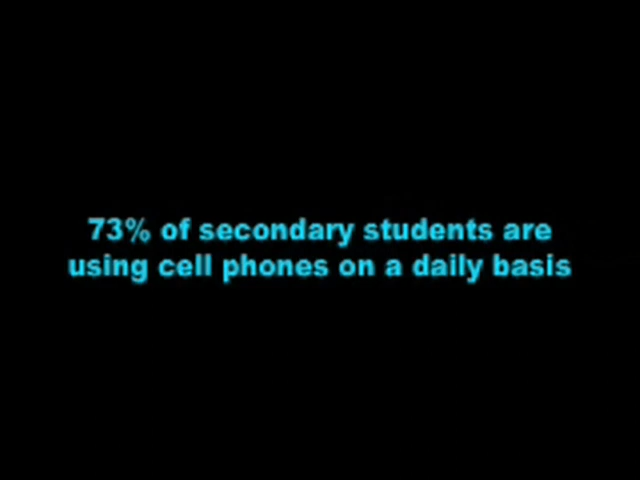 73% of secondary students are
using cell phones on a daily basis